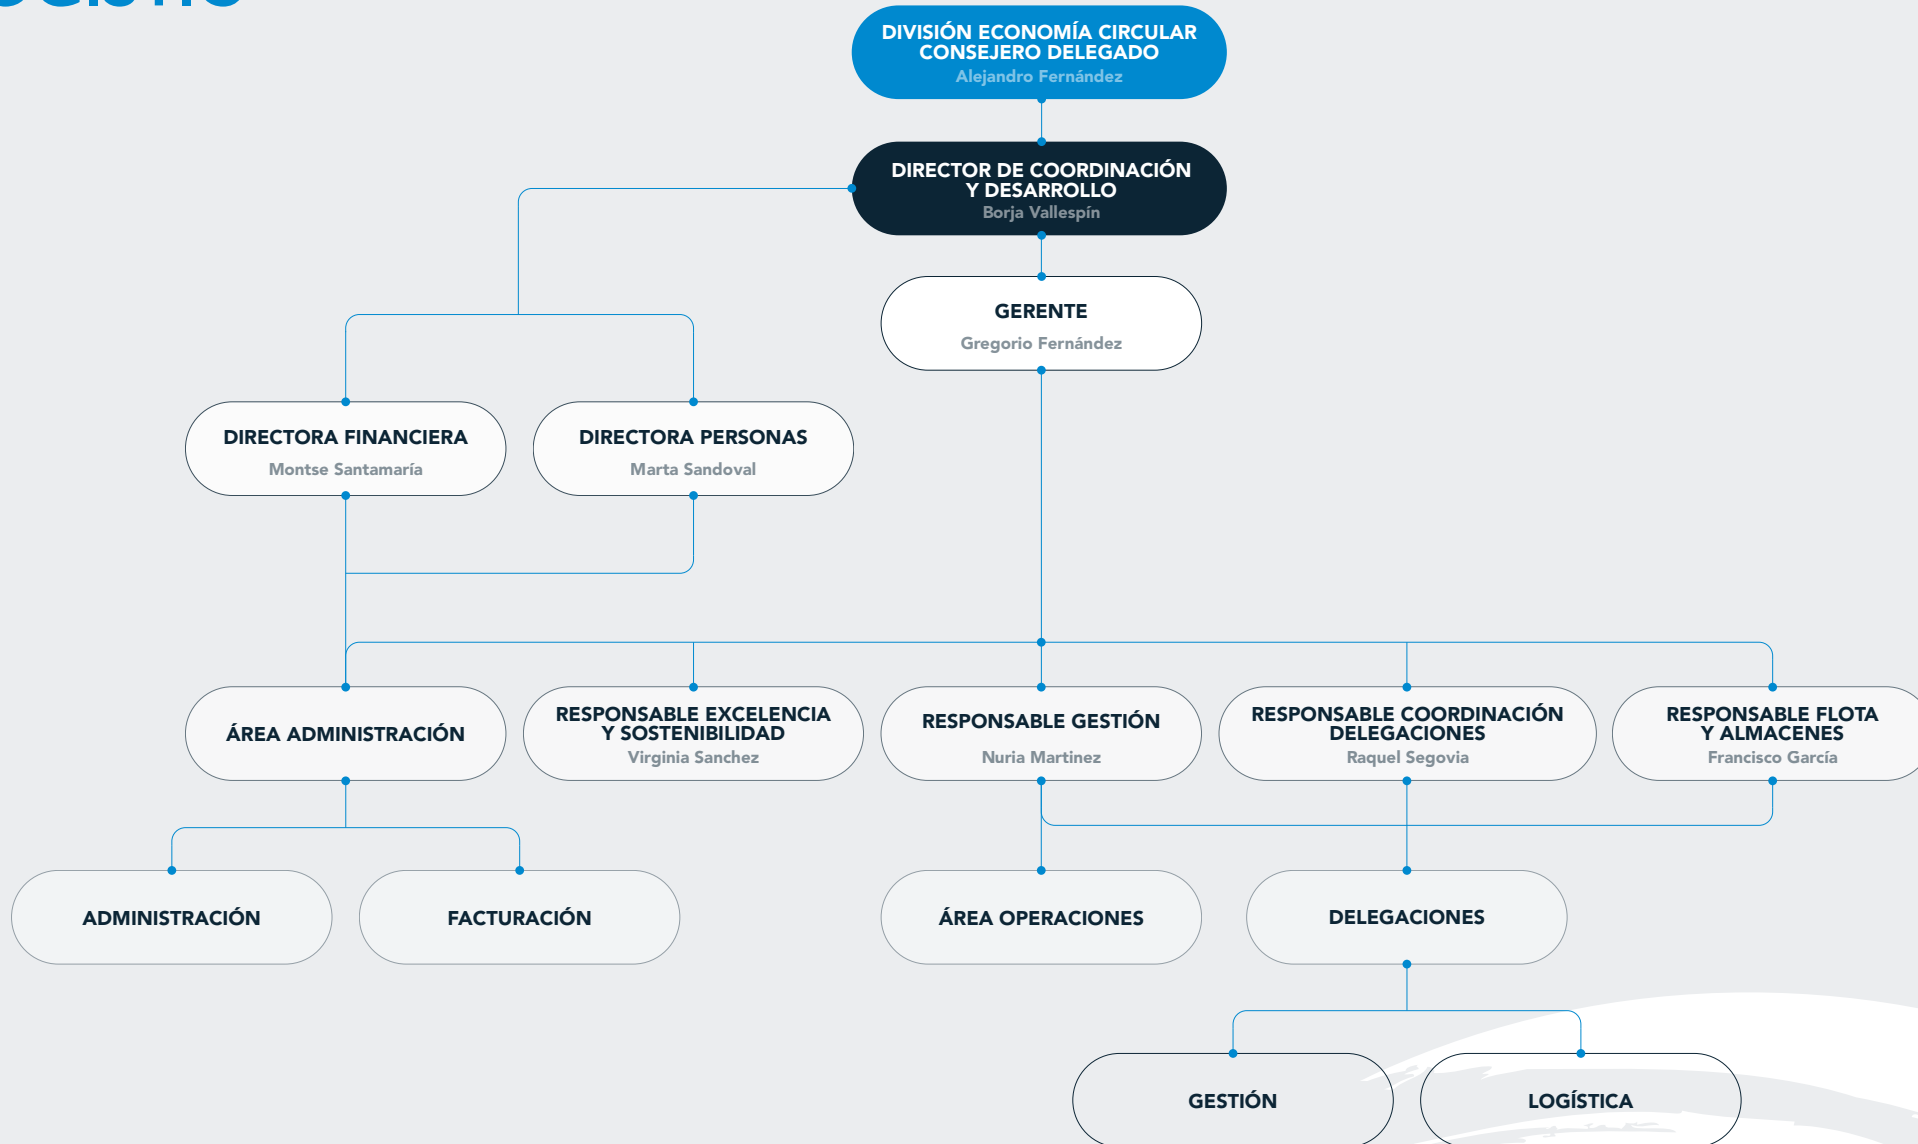 DIVISIÓN ECONOMÍA CIRCULAR
CONSEJERO DELEGADO
Alejandro Fernández
DIRECTOR DE COORDINACIÓN
Y DESARROLLO
Borja Vallespín
GERENTE
Gregorio Fernández
DIRECTORA FINANCIERA
Montse Santamaría
DIRECTORA PERSONAS
Marta Sandoval
ÁREA ADMINISTRACIÓN
RESPONSABLE EXCELENCIA
Y SOSTENIBILIDAD
Virginia Sanchez
RESPONSABLE GESTIÓN
Nuria Martinez
RESPONSABLE COORDINACIÓN
DELEGACIONES
Raquel Segovia
RESPONSABLE FLOTA
Y ALMACENES
Francisco García
ADMINISTRACIÓN
FACTURACIÓN
ÁREA OPERACIONES
DELEGACIONES
GESTIÓN
LOGÍSTICA